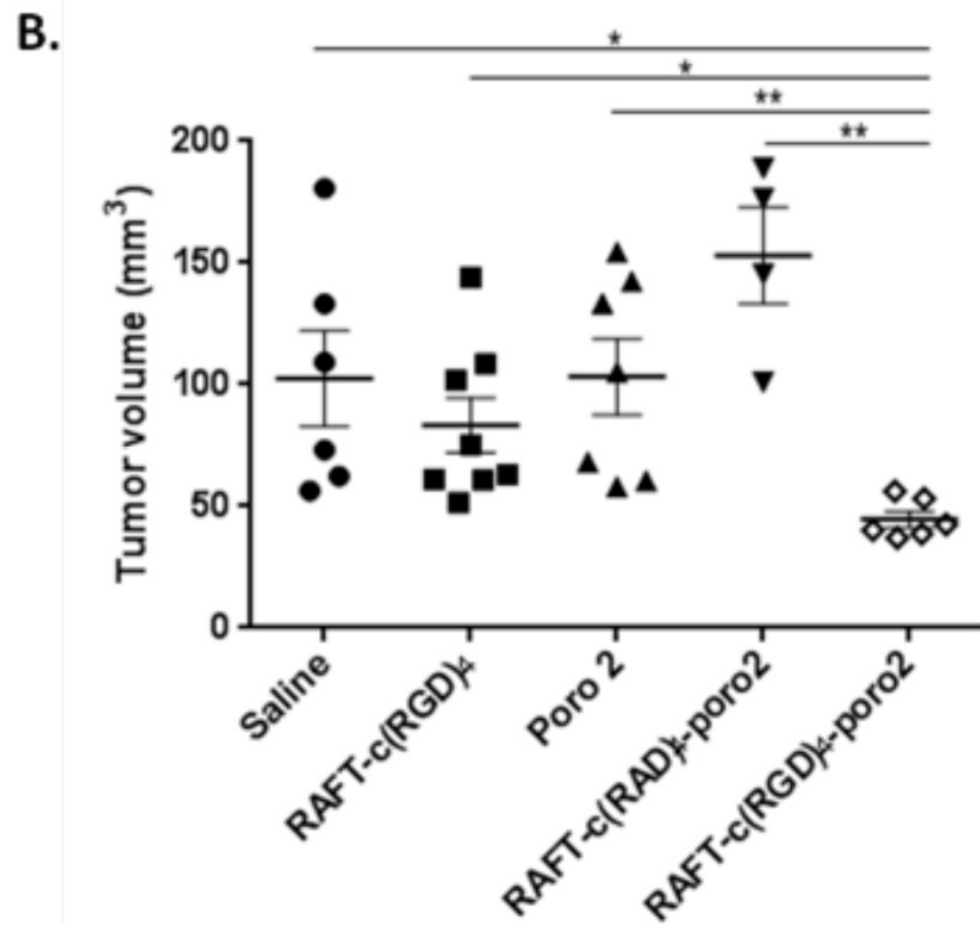 B.
*
*
**
**
Tumor volume (mm³)
200
150
100
50
0
Saline
RAFT-c(RGD)₄
Poro 2
RAFT-c(RAD)₄-poro2
RAFT-c(RGD)₄-poro2